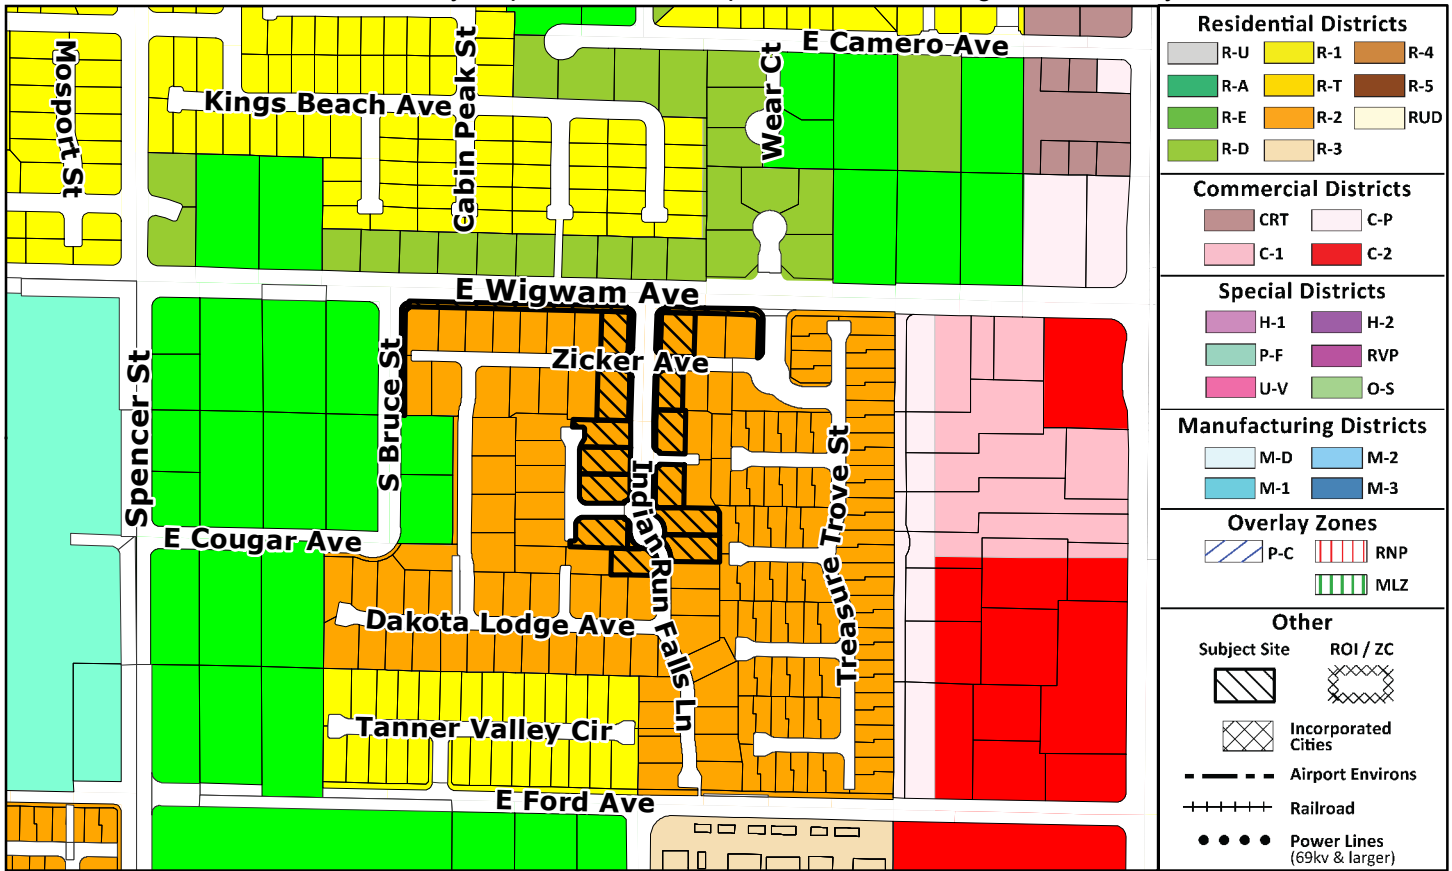 E Camero Ave
Mosport St
Kings Beach Ave
Cabin Peak St
Wear Ct
E Wigwam Ave
Zicker Ave
Spencer St
S Bruce St
E Cougar Ave
Indian Run Falls Ln
Treasure Trove St
Dakota Lodge Ave
Tanner Valley Cir
E Ford Ave
Residential Districts
R-U R-1 R-4
R-A R-T R-5
R-E R-2 RUD
R-D R-3
Commercial Districts
CRT C-P
C-1 C-2
Special Districts
H-1 H-2
P-F RVP
U-V O-S
Manufacturing Districts
M-D M-2
M-1 M-3
Overlay Zones
P-C RNP
MLZ
Other
Subject Site ROI / ZC
Incorporated
Cities
Airport Environs
Railroad
Power Lines
(69kv & larger)